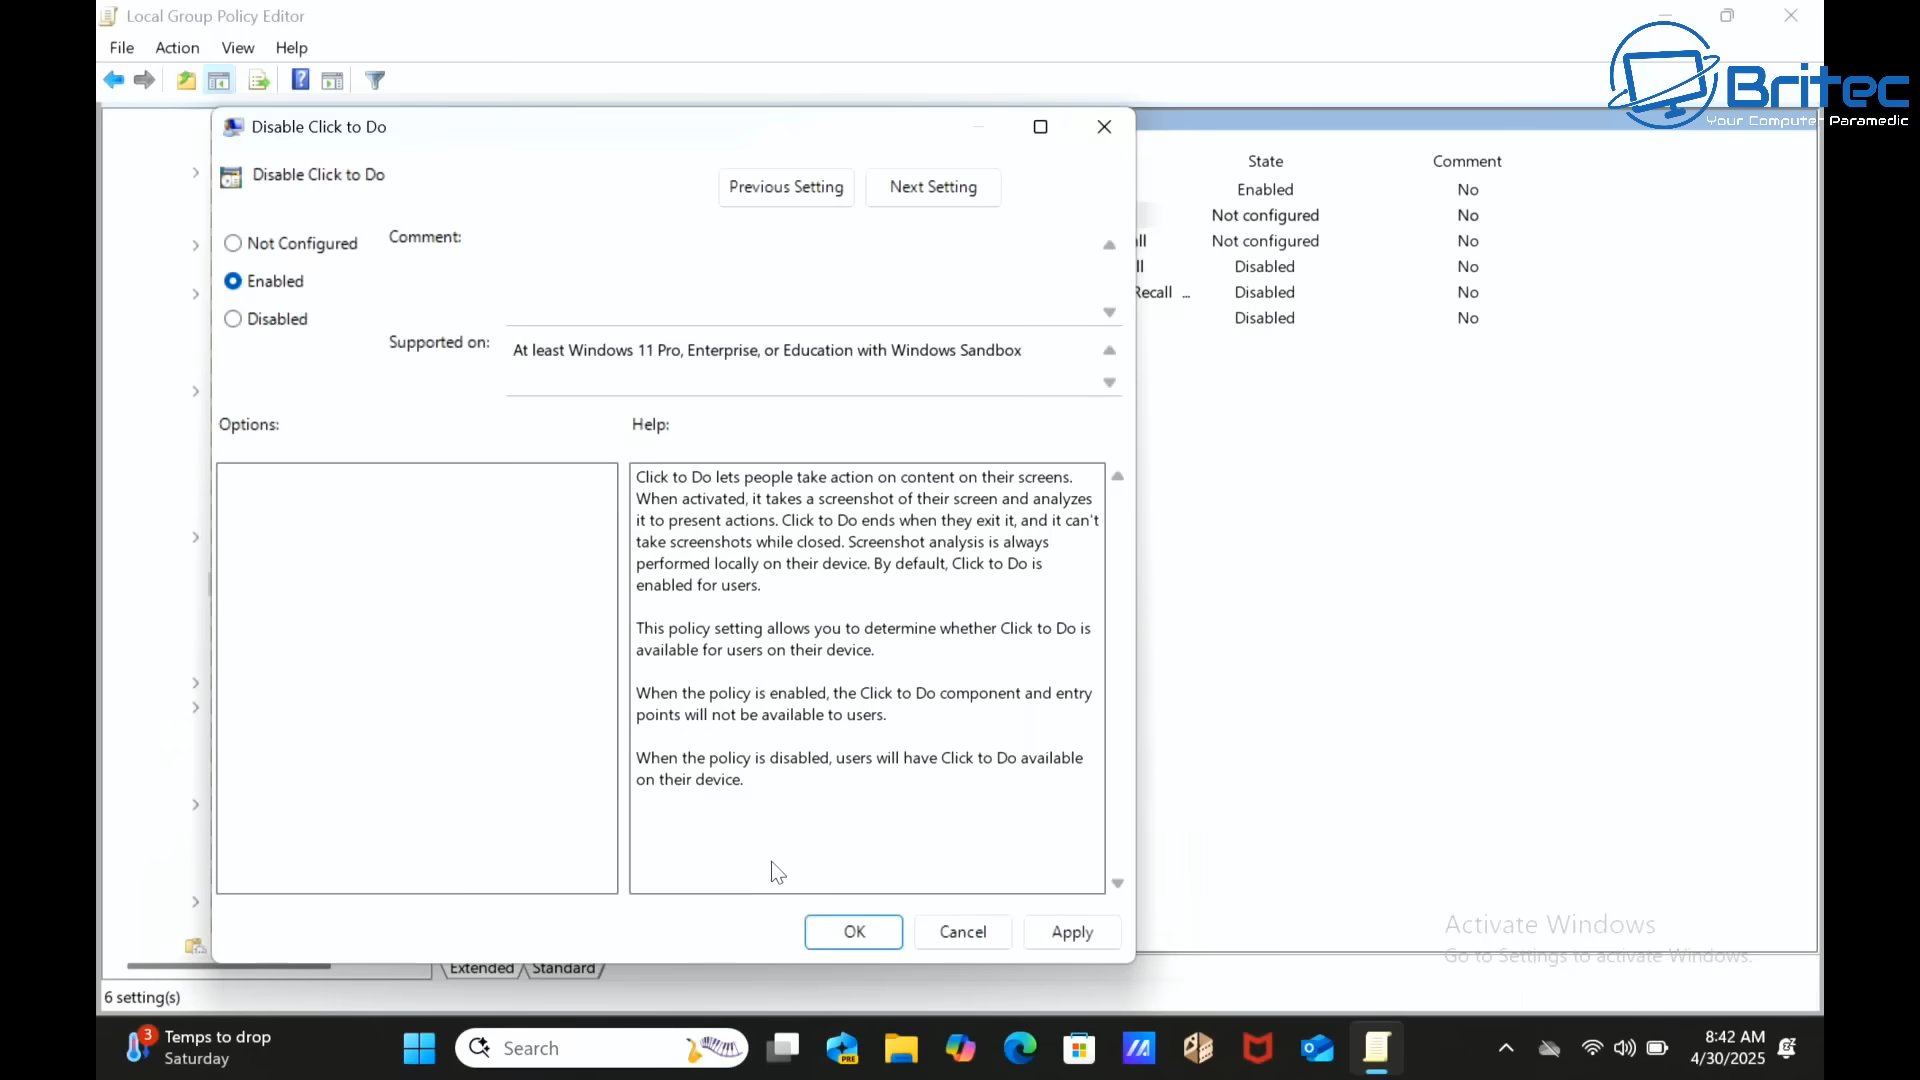 Local Group Policy Editor
File Action View Help
Britec
Your Computer Paramedic
Disable Click to Do
Disable Click to Do
Previous Setting Next Setting
State Comment
Enabled No
Not configured No
Not configured No
Disabled No
Recall ... Disabled No
Disabled No
Not Configured
Comment:
Enabled
Disabled
Supported on:
At least Windows 11 Pro, Enterprise, or Education with Windows Sandbox
Options:
Help:
Click to Do lets people take action on content on their screens.
When activated, it takes a screenshot of their screen and analyzes
it to present actions. Click to Do ends when they exit it, and it can't
take screenshots while closed. Screenshot analysis is always
performed locally on their device. By default, Click to Do is
enabled for users.
This policy setting allows you to determine whether Click to Do is
available for users on their device.
When the policy is enabled, the Click to Do component and entry
points will not be available to users.
When the policy is disabled, users will have Click to Do available
on their device.
OK Cancel Apply
Activate Windows
Go to Settings to activate Windows.
Extended Standard
6 setting(s)
3
Temps to drop
Saturday
Search
PRE
8:42 AM
4/30/2025